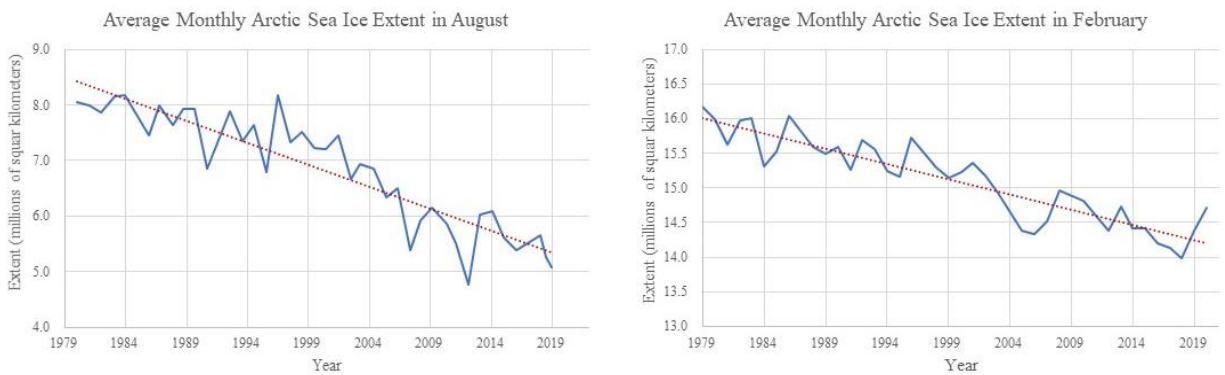 Average Monthly Arctic Sea Ice Extent in August
Extent (millions of squar kilometers)
9.0
8.0
7.0
6.0
5.0
4.0
1979 1984 1989 1994 1999 2004 2009 2014 2019
Year
Average Monthly Arctic Sea Ice Extent in February
Extent (millions of squar kilometers)
17.0
16.5
16.0
15.5
15.0
14.5
14.0
13.5
13.0
1979 1984 1989 1994 1999 2004 2009 2014 2019
Year